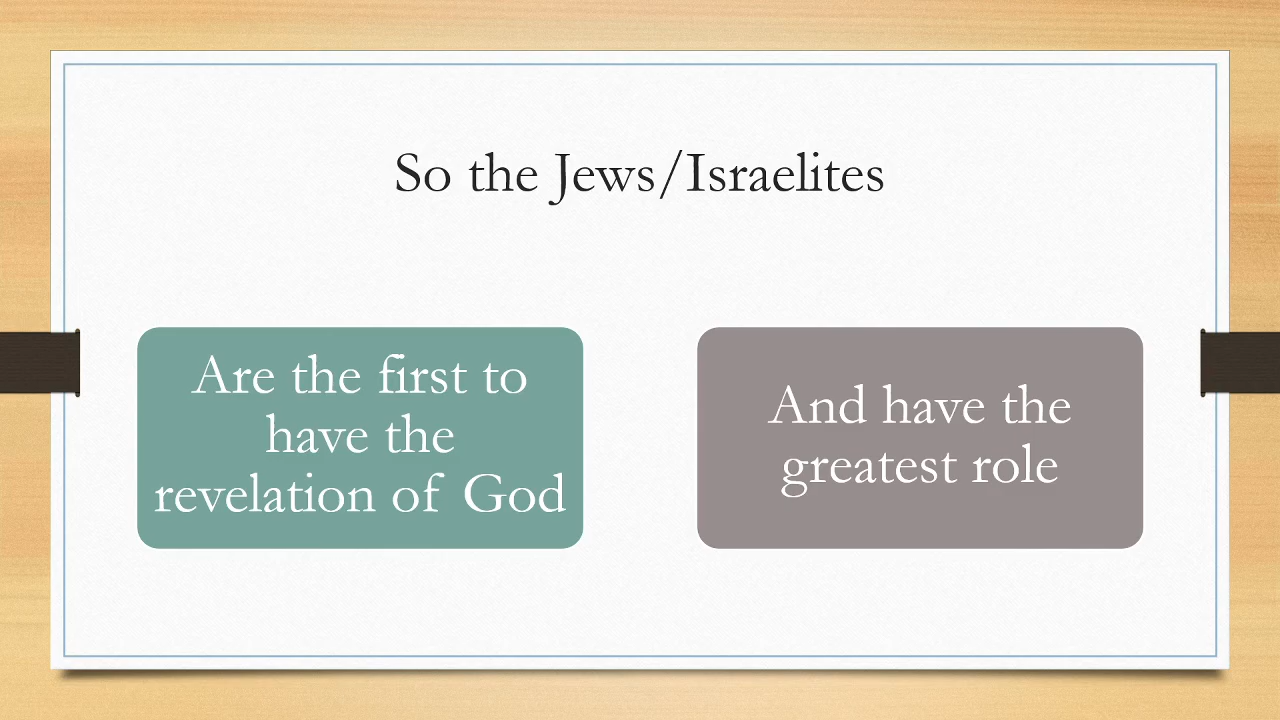 So the Jews/Israelites
Are the first to
have the
revelation of God
And have the
greatest role